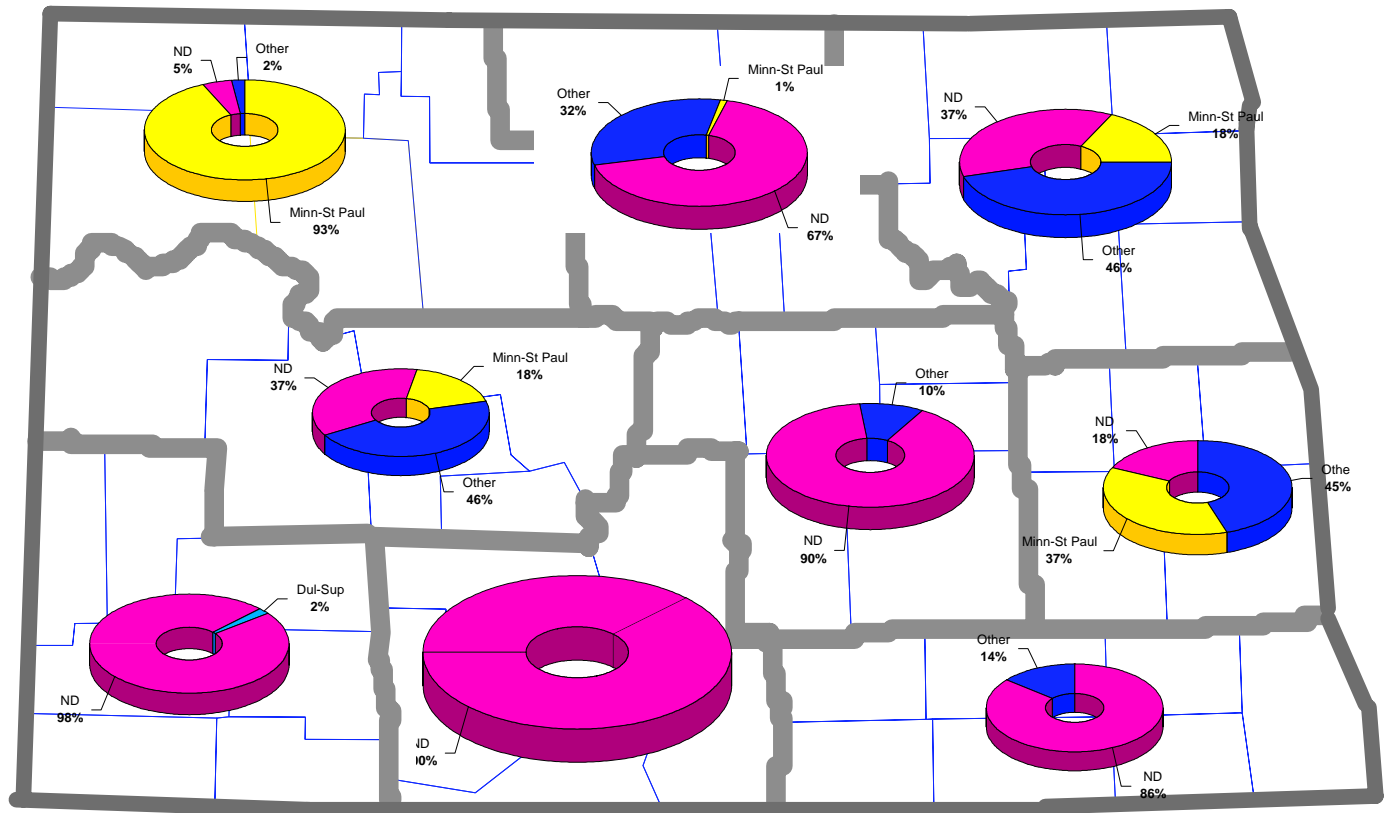 ND
5%
Other
2%
Minn-St Paul
93%
Other
32%
Minn-St Paul
1%
ND
67%
ND
37%
Minn-St Paul
18%
Other
46%
ND
37%
Minn-St Paul
18%
Other
46%
Other
10%
ND
90%
ND
18%
Othe
45%
Minn-St Paul
37%
Dul-Sup
2%
ND
98%
ND
00%
Other
14%
ND
86%